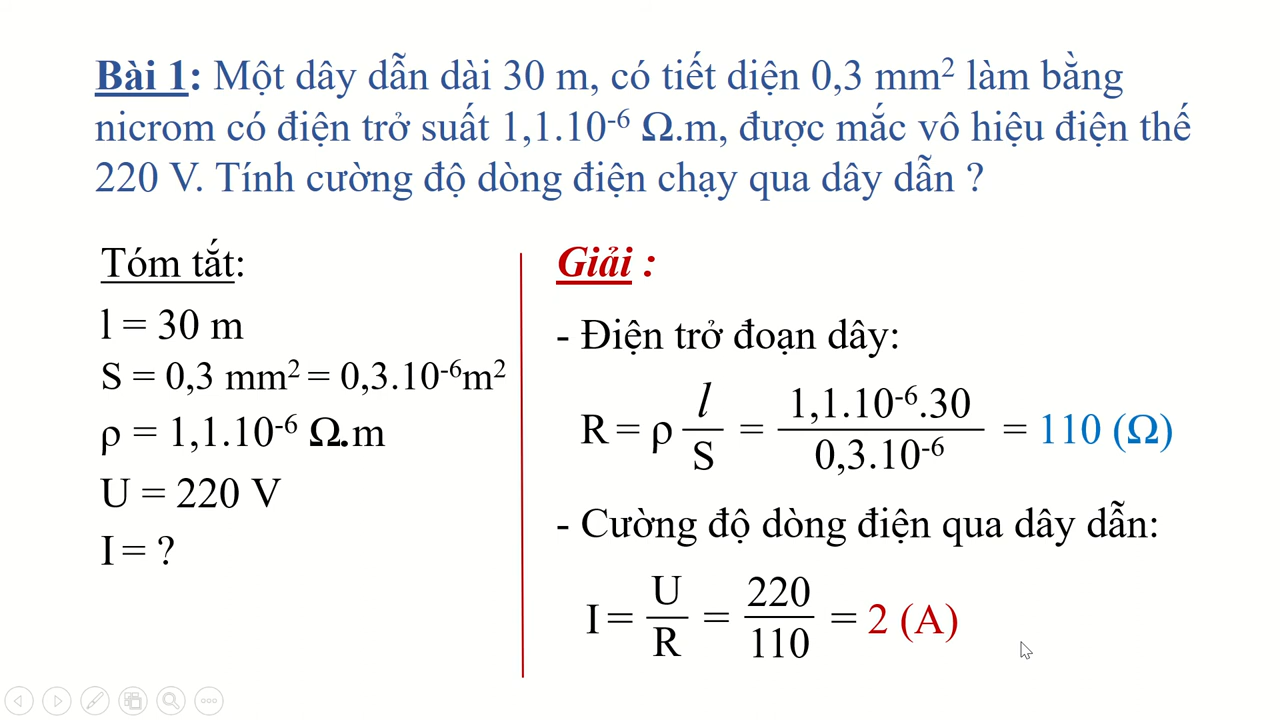 Bài 1: Một dây dẫn dài 30 m, có tiết diện 0,3 mm² làm bằng
nicrom có điện trở suất 1,1.10⁻⁶ Ω.m, được mắc vô hiệu điện thế
220 V. Tính cường độ dòng điện chạy qua dây dẫn ?
Tóm tắt:
l = 30 m
S = 0,3 mm² = 0,3.10⁻⁶m²
ρ = 1,1.10⁻⁶ Ω.m
U = 220 V
I = ?
Giải :
- Điện trở đoạn dây:
R = ρ l/S = 1,1.10⁻⁶.30/0,3.10⁻⁶ = 110 (Ω)
- Cường độ dòng điện qua dây dẫn:
I = U/R = 220/110 = 2 (A)